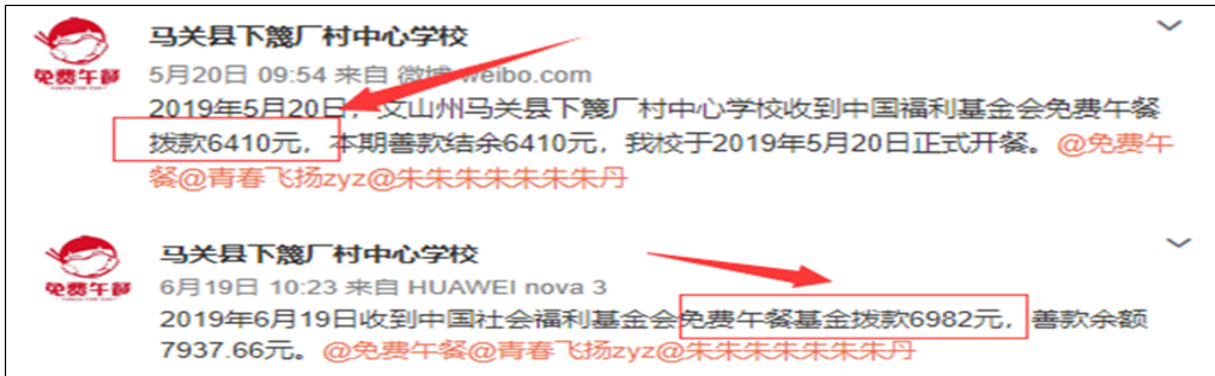 马关县下篾厂村中心学校
免费午餐
5月20日 09:54 来自 微博 weibo.com
2019年5月20日，文山州马关县下篾厂村中心学校收到中国福利基金会免费午餐
拨款6410元，本期善款结余6410元，我校于2019年5月20日正式开餐。@免费午
餐@青春飞扬zyz@朱朱朱朱朱朱朱丹
马关县下篾厂村中心学校
免费午餐
6月19日 10:23 来自 HUAWEI nova 3
2019年6月19日收到中国社会福利基金会免费午餐基金拨款6982元，善款余额
7937.66元。@免费午餐@青春飞扬zyz@朱朱朱朱朱朱朱丹